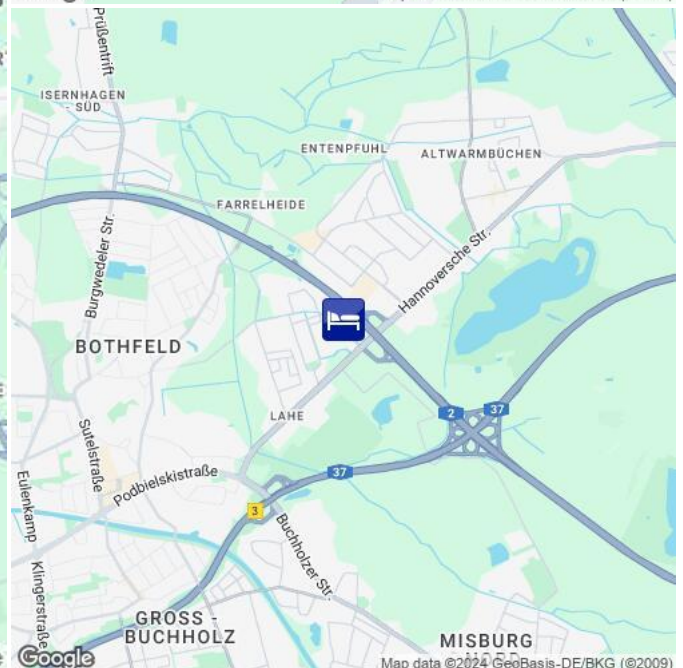 Prüßentrift
ISERNHAGEN
- SÜD
ENTENPFUHL
ALTWARMBÜCHEN
FARRELHEIDE
Burgwedeler Str.
Hannoversche Str.
BOTHFELD
LAHE
2
37
Sutelstraße
Podbielskistraße
37
3
Eulenkamp
Buchholzer Str.
Klingerstraße
GROSS -
BUCHHOLZ
MISBURG
- NORD
Google
Map data ©2024 GeoBasis-DE/BKG (©2009)